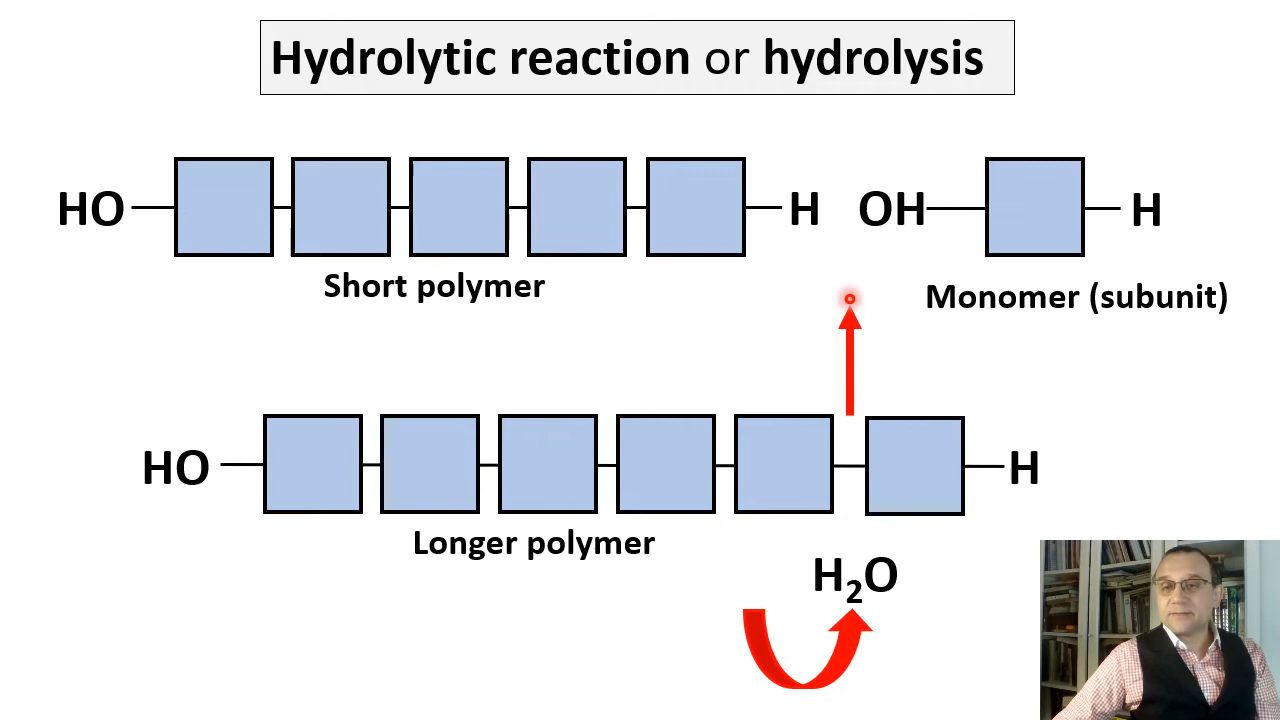 Hydrolytic reaction or hydrolysis
HO H OH H
Short polymer
Monomer (subunit)
HO H
Longer polymer
H₂O